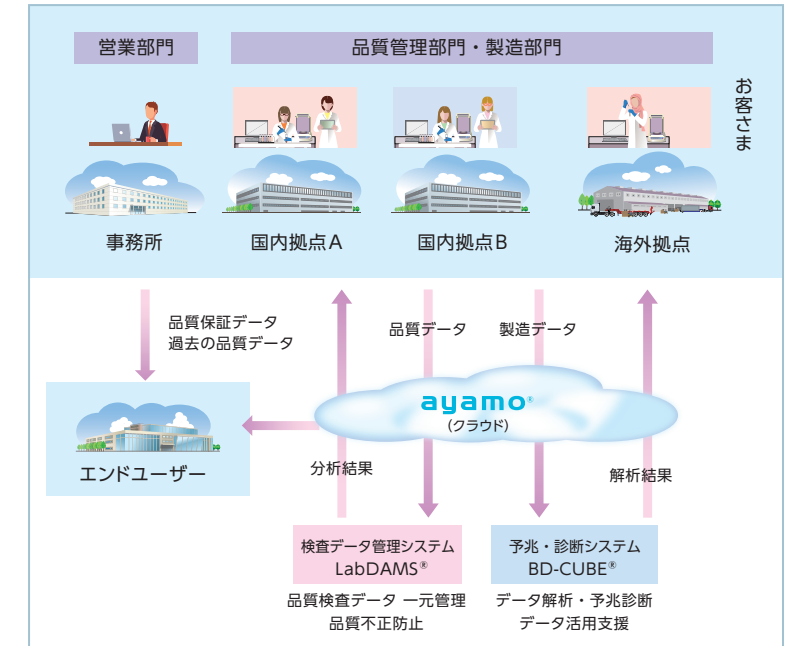 営業部門
品質管理部門・製造部門
お客さま
事務所
国内拠点A
国内拠点B
海外拠点
品質保証データ
過去の品質データ
品質データ
製造データ
ayamo®
(クラウド)
エンドユーザー
分析結果
解析結果
検査データ管理システム
LabDAMS®
予兆・診断システム
BD-CUBE®
品質検査データ 一元管理
品質不正防止
データ解析・予兆診断
データ活用支援